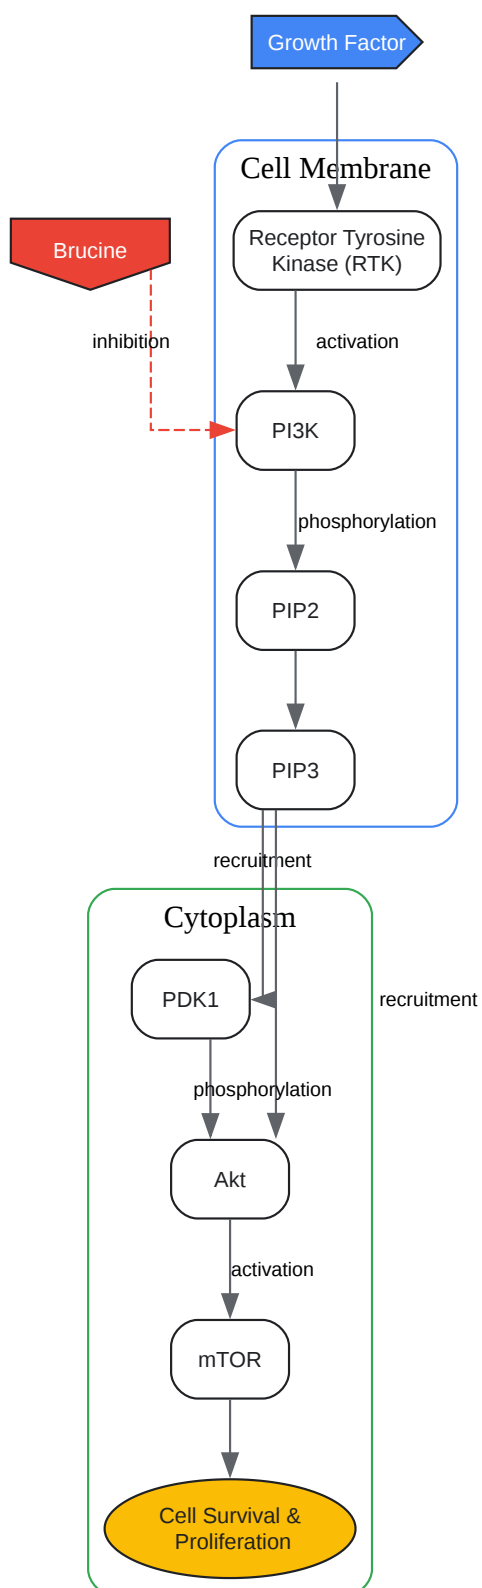 Growth Factor
Cell Membrane
Receptor Tyrosine
Kinase (RTK)
Brucine
inhibition
activation
PI3K
phosphorylation
PIP2
PIP3
recruitment
Cytoplasm
PDK1
recruitment
phosphorylation
Akt
activation
mTOR
Cell Survival &
Proliferation